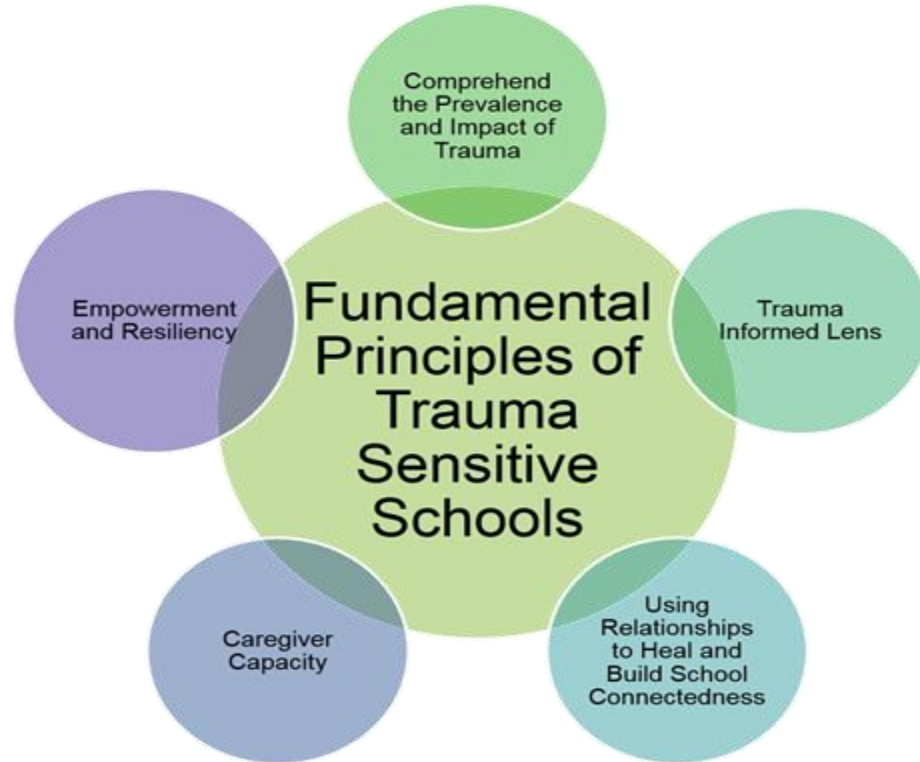 Comprehend
the Prevalence
and Impact of
Trauma
Fundamental
Principles of
Trauma
Sensitive
Schools
Trauma
Informed Lens
Using
Relationships
to Heal and
Build School
Connectedness
Caregiver
Capacity
Empowerment
and Resiliency